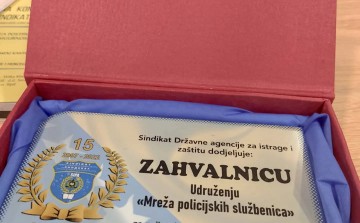 15
Sindikat Državne agencije za istrage i
zaštitu dodjeljuje:
ZAHVALNICU
Udruženju
«Mreža policijskih službenica»